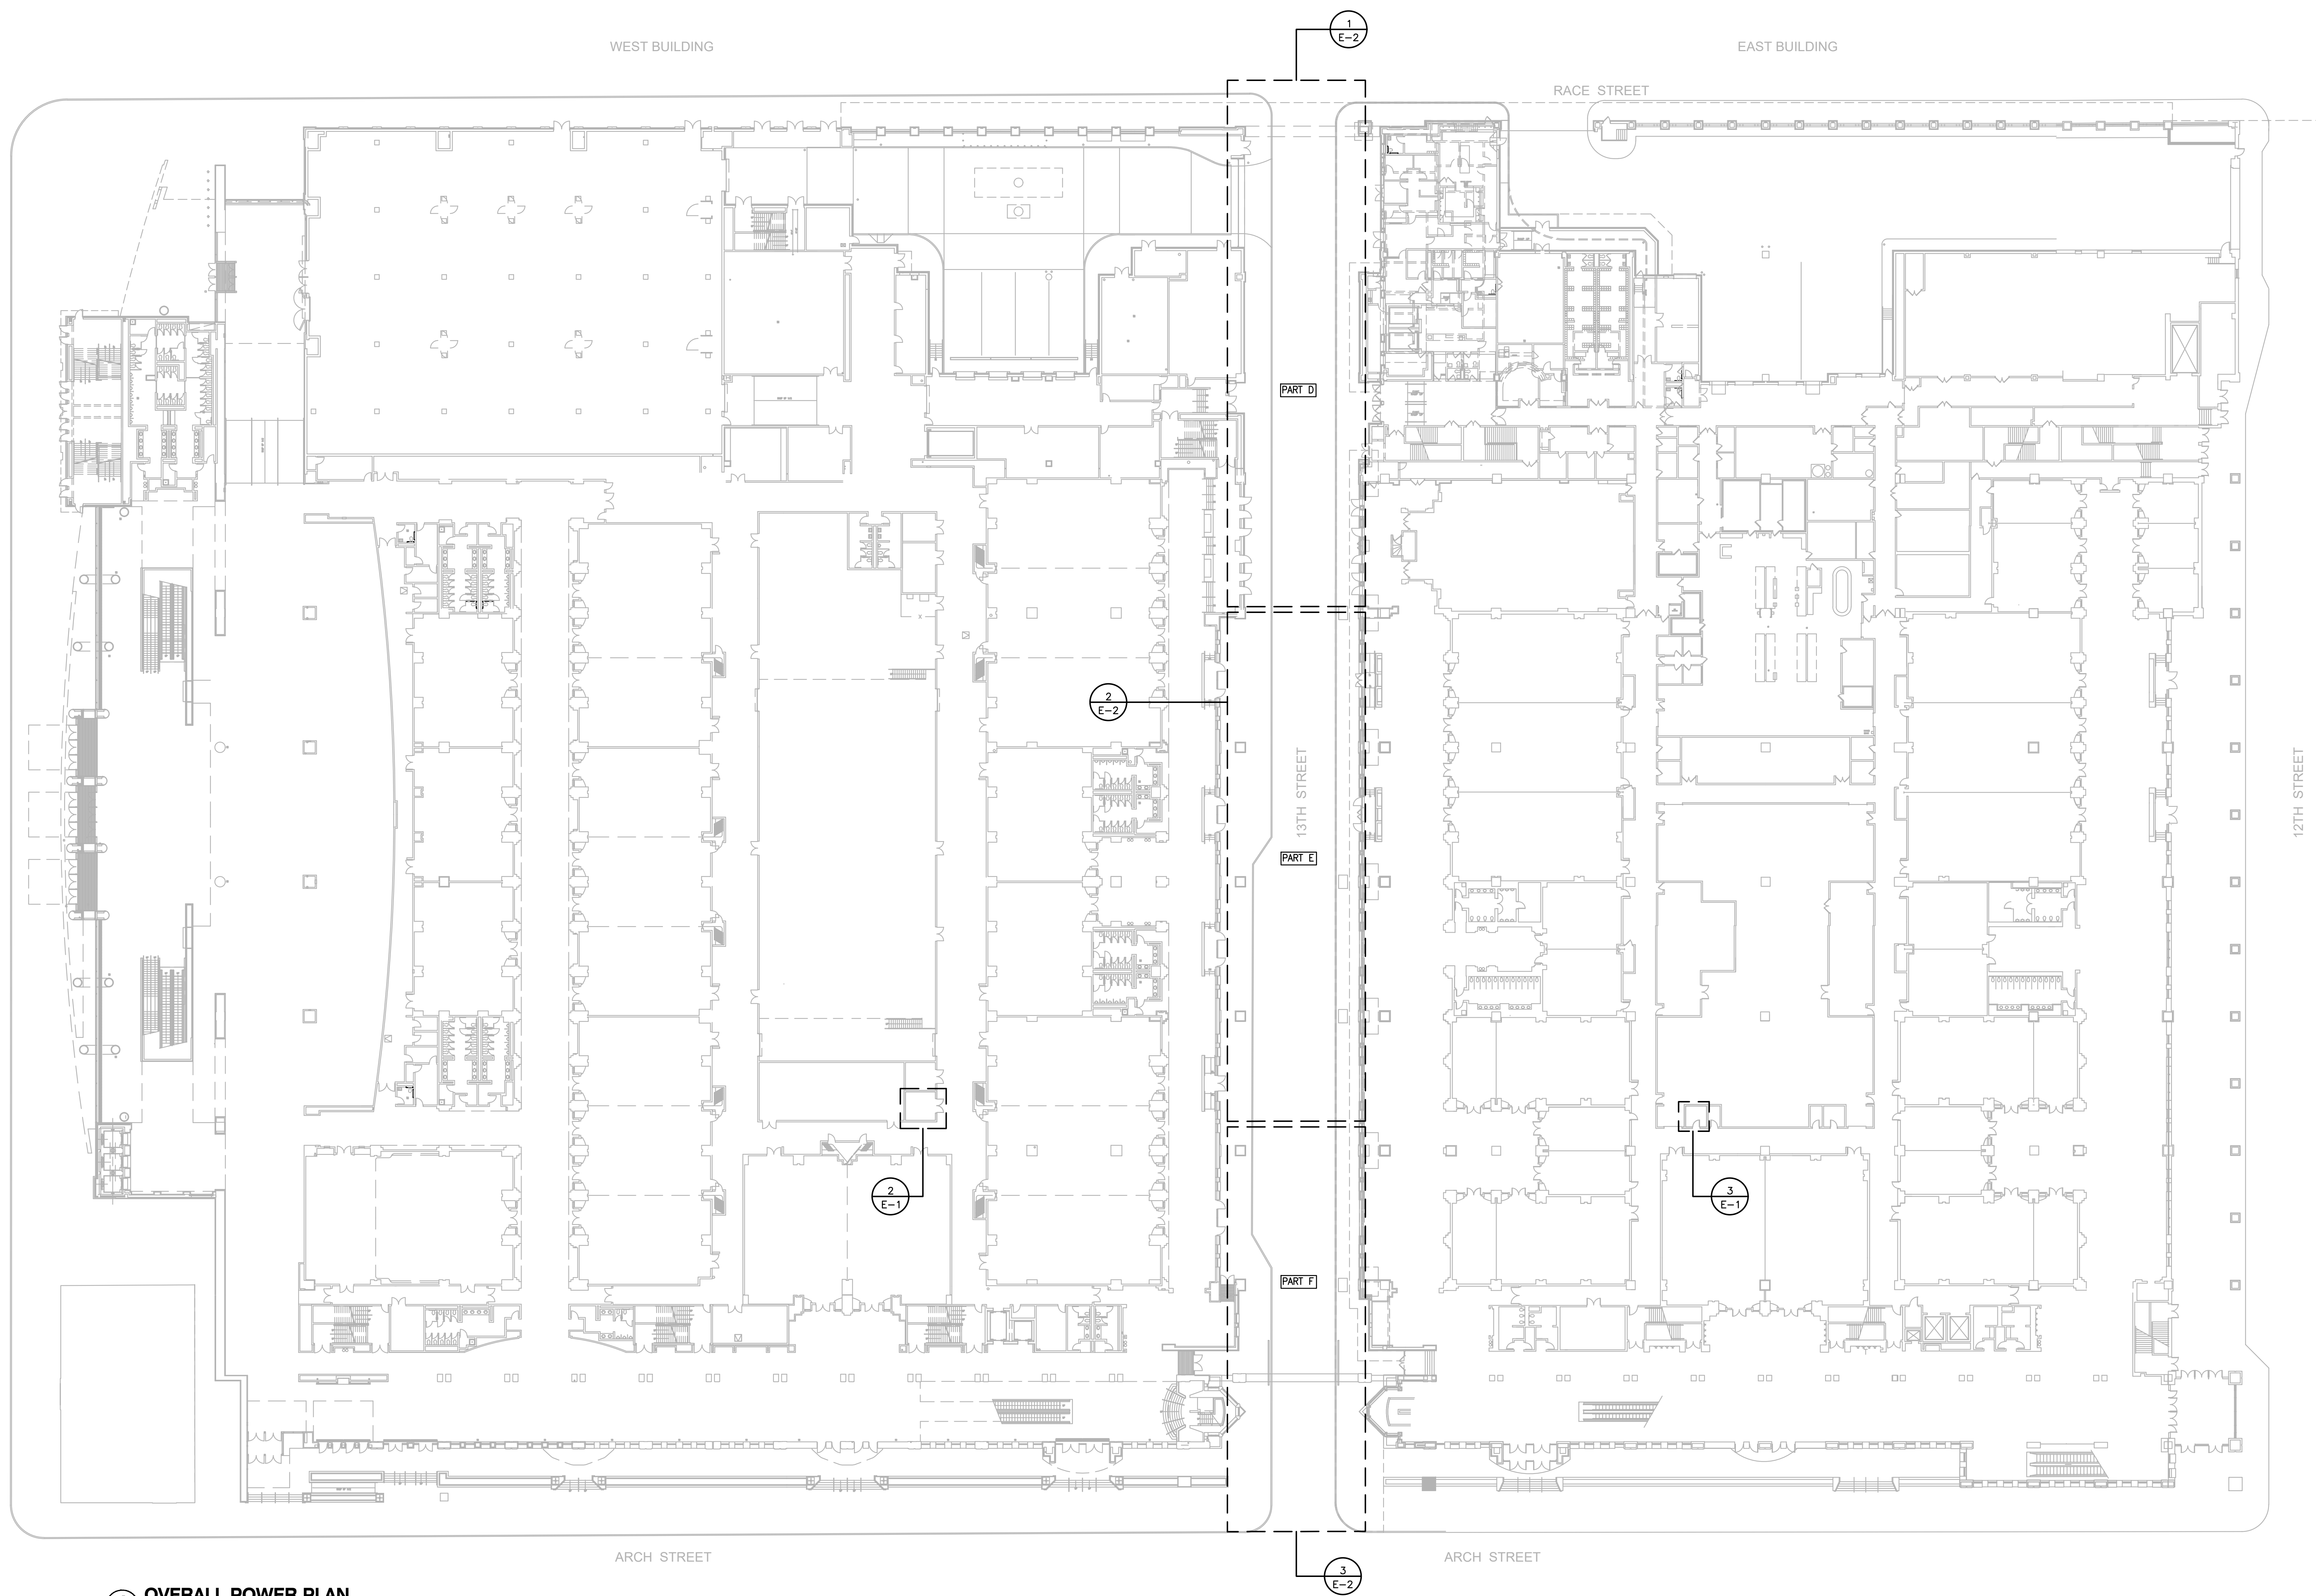 1
E-2
WEST BUILDING
EAST BUILDING
RACE STREET
PART D
2
E-2
13TH STREET
12TH STREET
PART E
2
E-1
3
E-1
PART F
ARCH STREET
ARCH STREET
3
E-2
OVERALL POWER PLAN